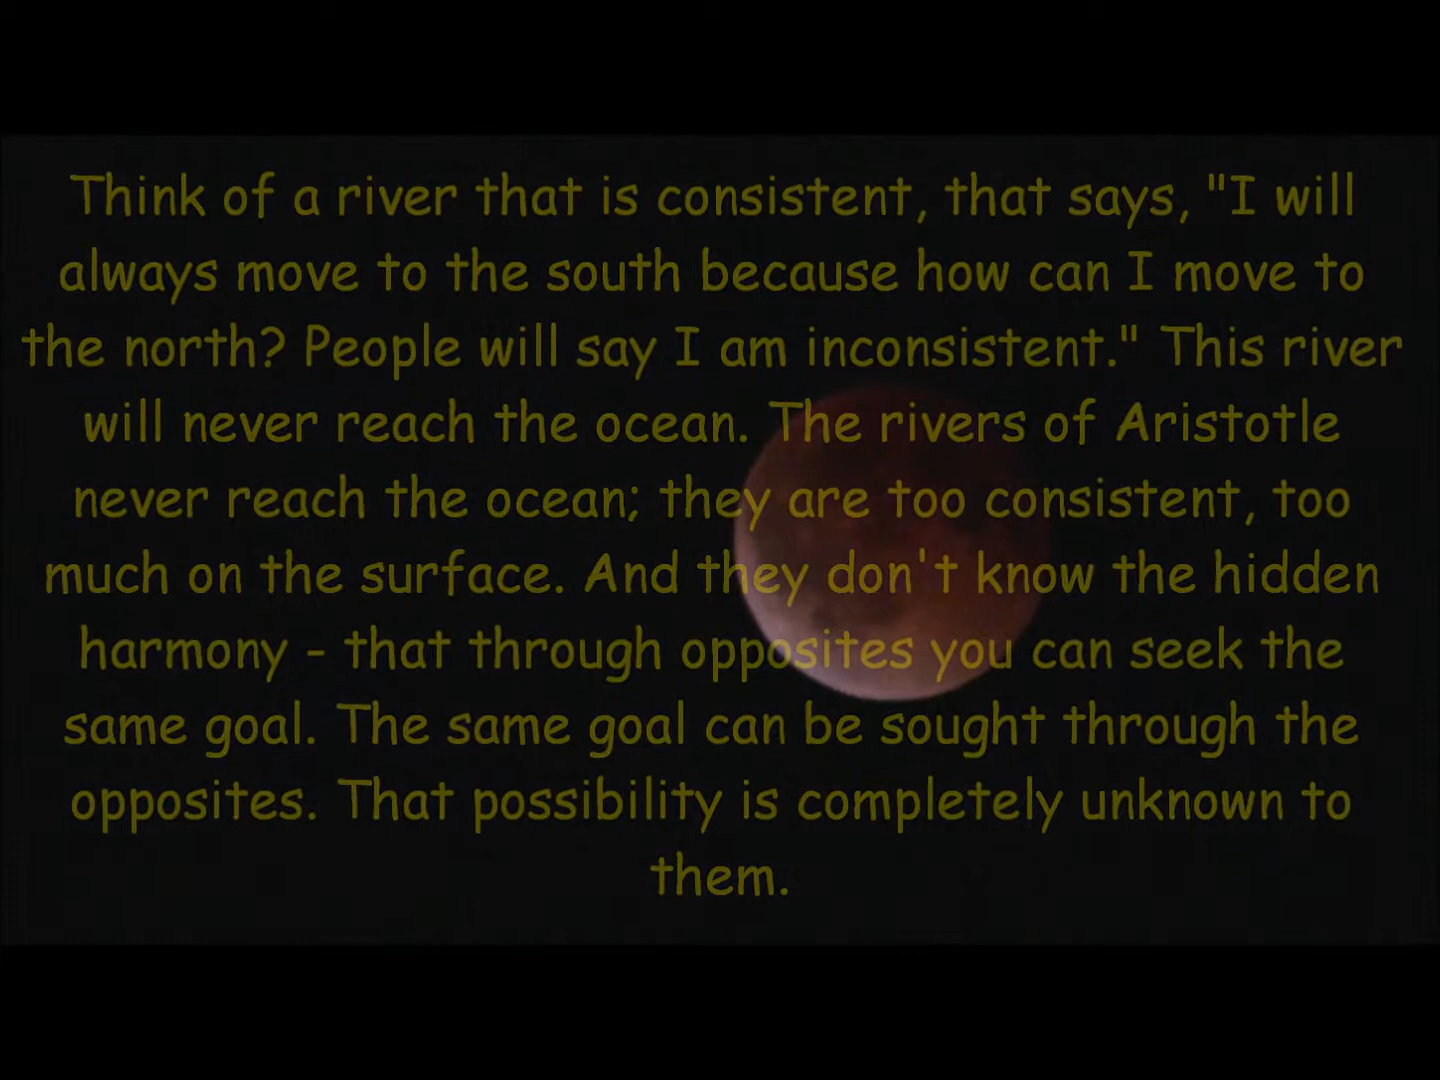 Think of a river that is consistent, that says, "I will
always move to the south because how can I move to
the north? People will say I am inconsistent." This river
will never reach the ocean. The rivers of Aristotle
never reach the ocean; they are too consistent, too
much on the surface. And they don't know the hidden
harmony - that through opposites you can seek the
same goal. The same goal can be sought through the
opposites. That possibility is completely unknown to
them.